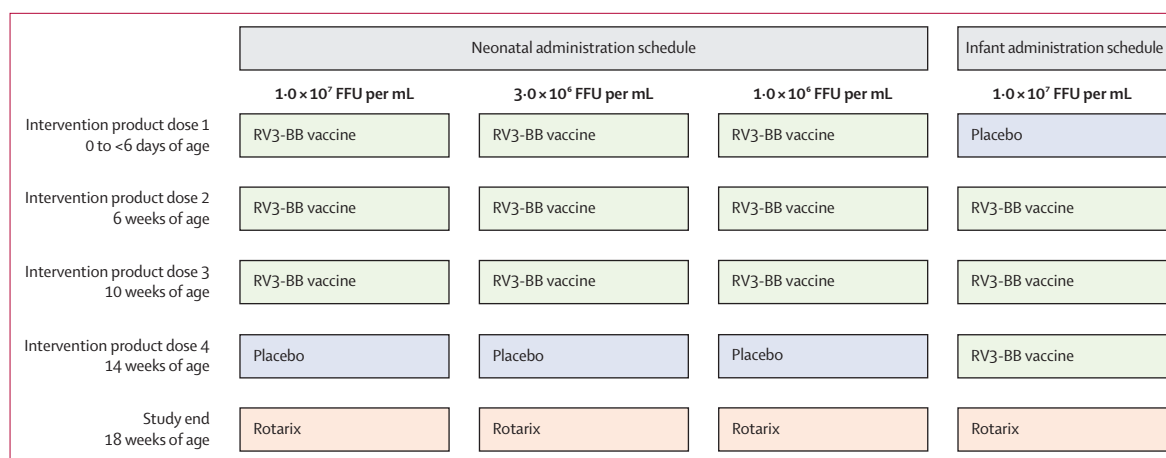 Neonatal administration schedule
Infant administration schedule
1·0 × 10⁷ FFU per mL
3·0 × 10⁶ FFU per mL
1·0 × 10⁶ FFU per mL
1·0 × 10⁷ FFU per mL
Intervention product dose 1
0 to <6 days of age
RV3-BB vaccine
RV3-BB vaccine
RV3-BB vaccine
Placebo
Intervention product dose 2
6 weeks of age
RV3-BB vaccine
RV3-BB vaccine
RV3-BB vaccine
RV3-BB vaccine
Intervention product dose 3
10 weeks of age
RV3-BB vaccine
RV3-BB vaccine
RV3-BB vaccine
RV3-BB vaccine
Intervention product dose 4
14 weeks of age
Placebo
Placebo
Placebo
RV3-BB vaccine
Study end
18 weeks of age
Rotarix
Rotarix
Rotarix
Rotarix